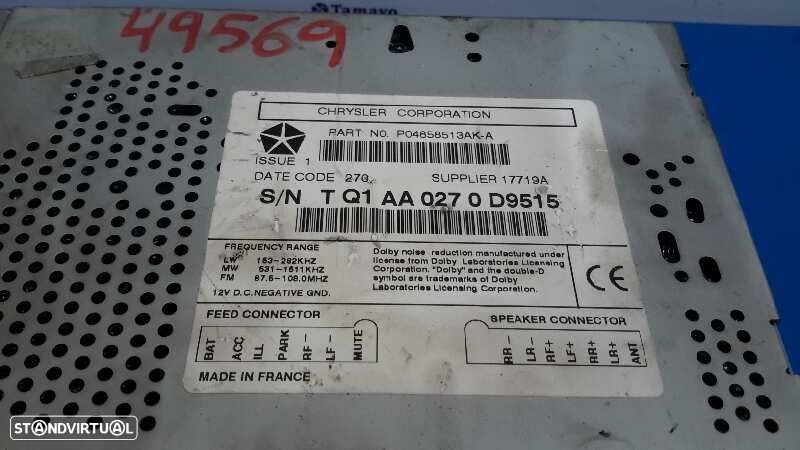 Tamayo
49569
CHRYSLER CORPORATION
PART NO. P04858513AK-A
ISSUE 1
DATE CODE 270. SUPPLIER 17719A
S/N T Q1 AA 027 0 D9515
FREQUENCY RANGE
LW 153-282KHZ
MW 531-1611KHZ
FM 87.5-108.0MHZ
12V D.C. NEGATIVE GND.
Dolby noise reduction manufactured under
license from Dolby Laboratories Licensing
Corporation. "Dolby" and the double-D
symbol are trademarks of Dolby
Laboratories Licensing Corporation.
CE
FEED CONNECTOR
BAT ACC ILL PARK RF- LF- MUTE
SPEAKER CONNECTOR
RR- LR- RF+ LF+ RR+ LR+ ANT
MADE IN FRANCE
STANDVIRTUAL